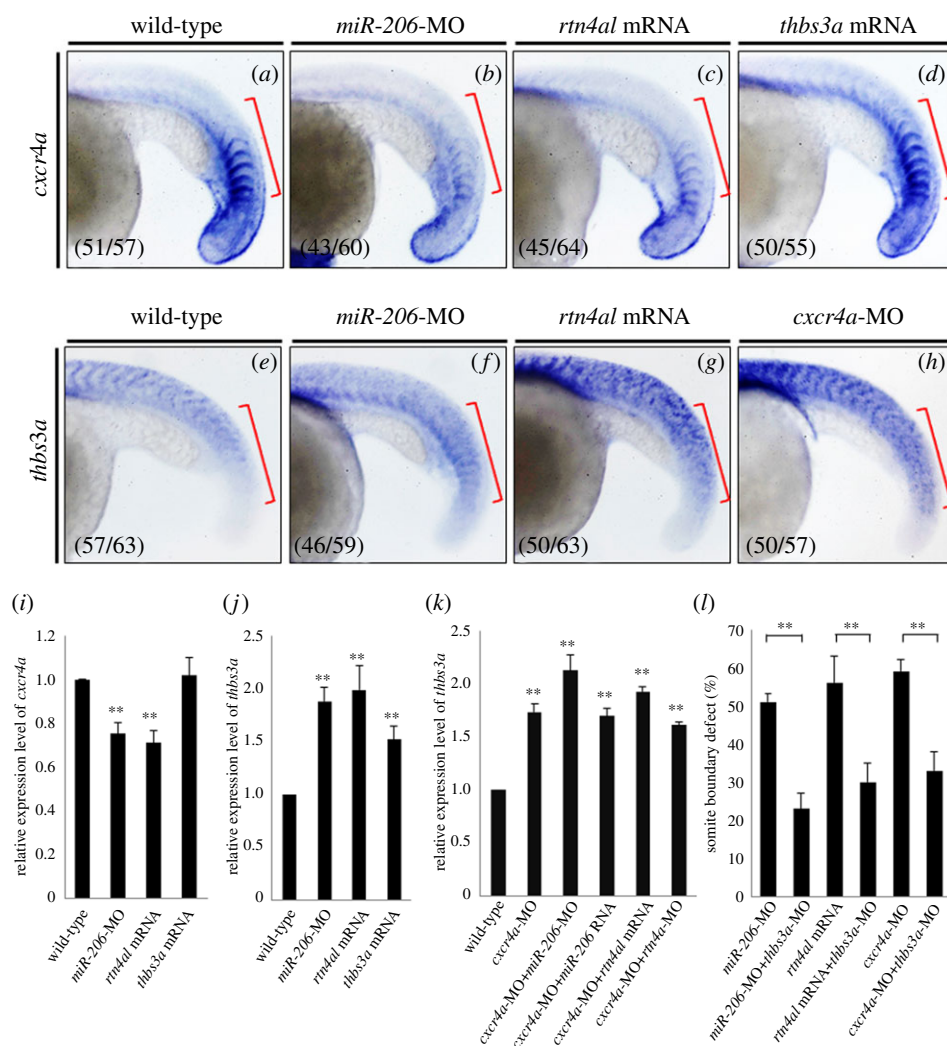 wild-type miR-206-MO rtn4al mRNA thbs3a mRNA
cxcr4a
(a) (b) (c) (d)
(51/57) (43/60) (45/64) (50/55)
wild-type miR-206-MO rtn4al mRNA cxcr4a-MO
thbs3a
(e) (f) (g) (h)
(57/63) (46/59) (50/63) (50/57)
(i)
relative expression level of cxcr4a
1.2
1.0
0.8
0.6
0.4
0.2
0
** **
wild-type
miR-206-MO
rtn4al mRNA
thbs3a mRNA
(j)
relative expression level of thbs3a
2.5
2.0
1.5
1.0
0.5
0
** ** **
wild-type
miR-206-MO
rtn4al mRNA
thbs3a mRNA
(k)
relative expression level of thbs3a
2.5
2.0
1.5
1.0
0.5
0
** ** ** ** **
wild-type
cxcr4a-MO
cxcr4a-MO+miR-206-MO
cxcr4a-MO+miR-206 RNA
cxcr4a-MO+rtn4al mRNA
cxcr4a-MO+rtn4a-MO
(l)
somite boundary defect (%)
70
60
50
40
30
20
10
0
** ** **
miR-206-MO
miR-206-MO+thbs3a-MO
rtn4al mRNA
rtn4al mRNA+thbs3a-MO
cxcr4a-MO
cxcr4a-MO+thbs3a-MO